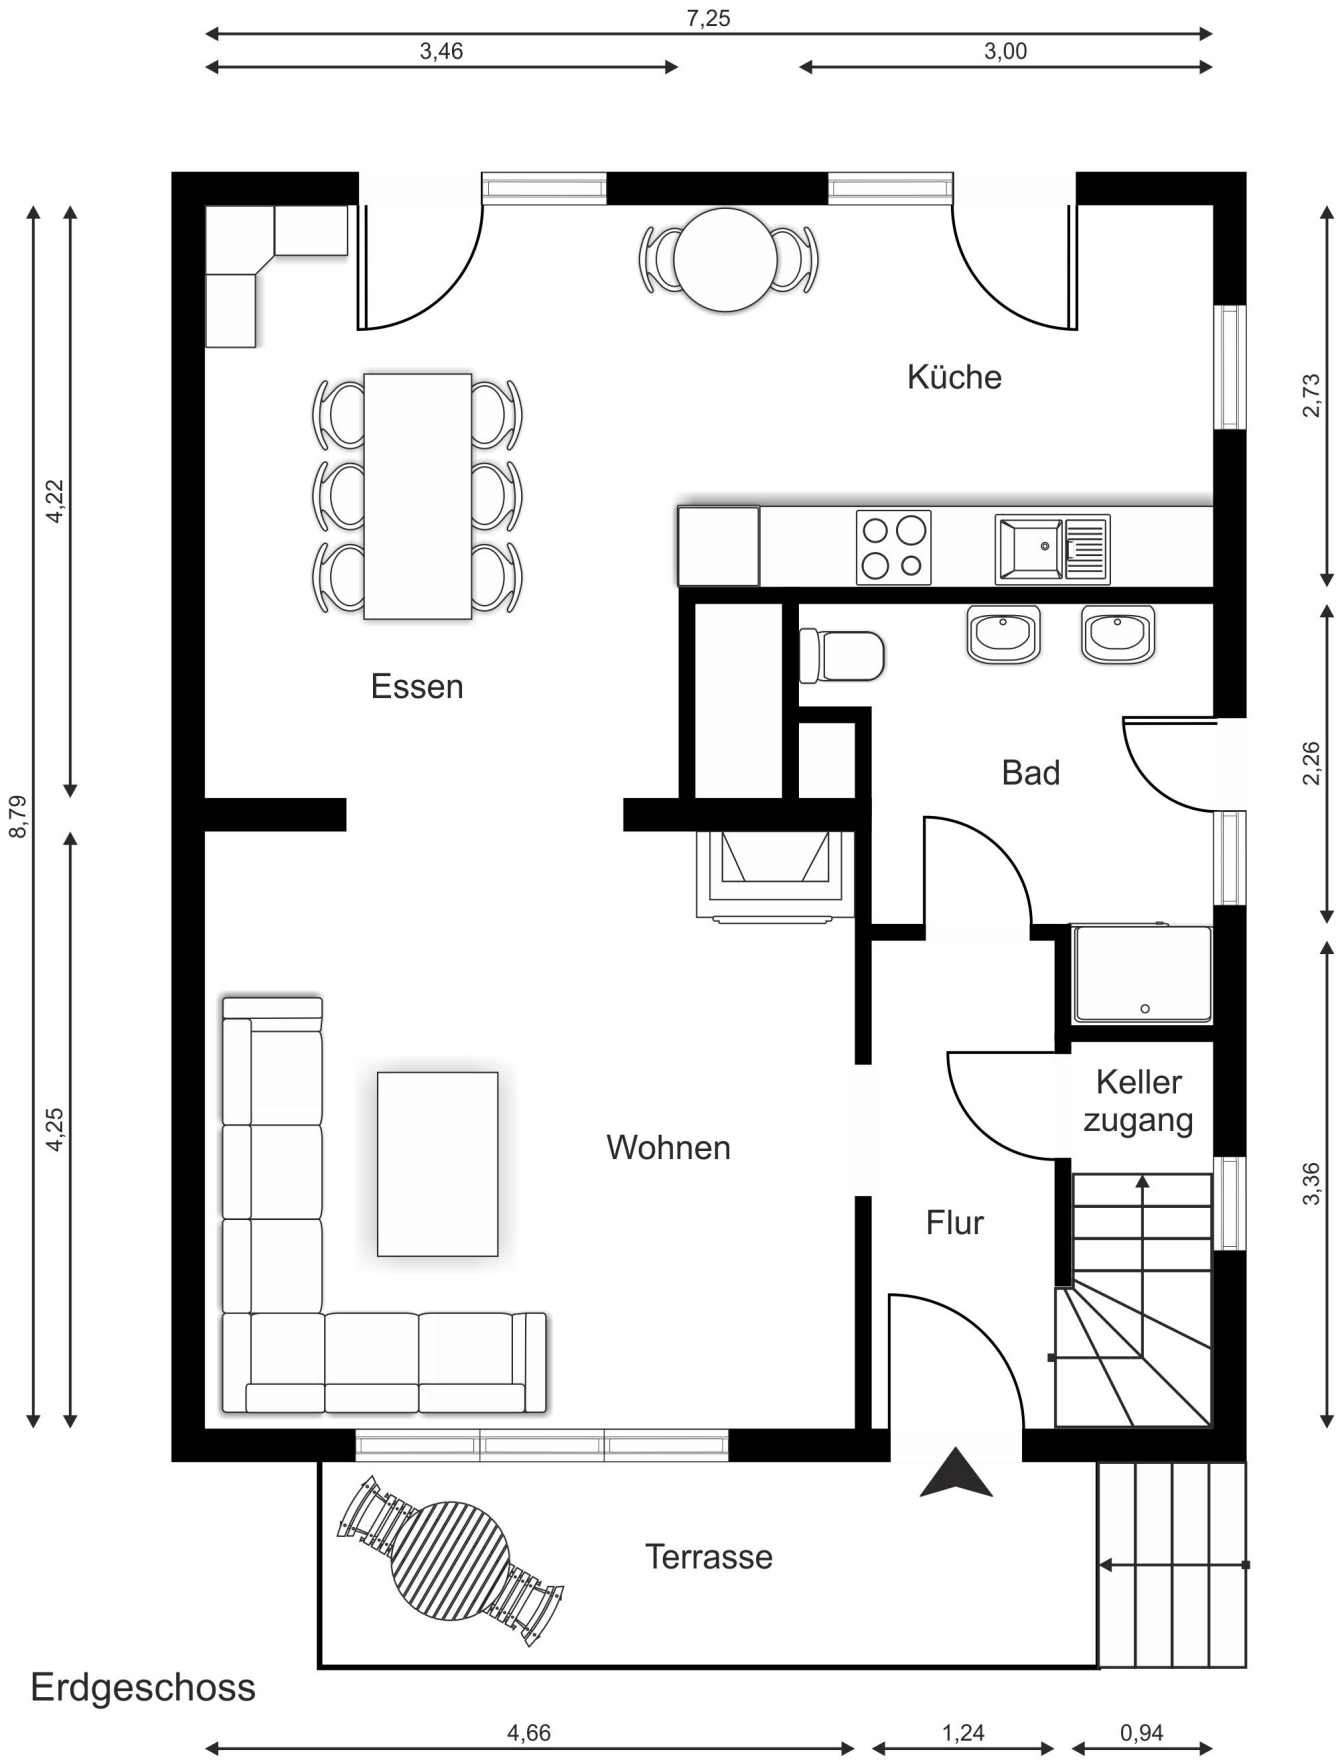 7,25
3,46
3,00
Küche
2,73
4,22
Essen
8,79
Bad
2,26
4,25
Keller
zugang
Wohnen
3,36
Flur
Terrasse
Erdgeschoss
4,66
1,24
0,94